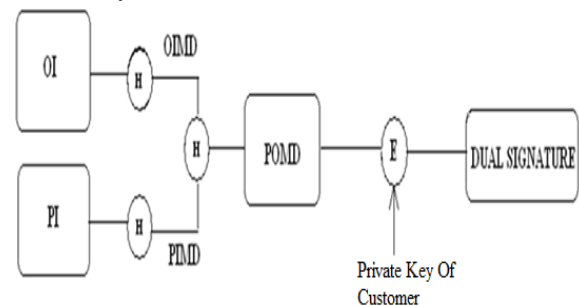 OIMD
OI
H
H
POMD
E
DUAL SIGNATURE
PI
H
PIMD
Private Key Of
Customer